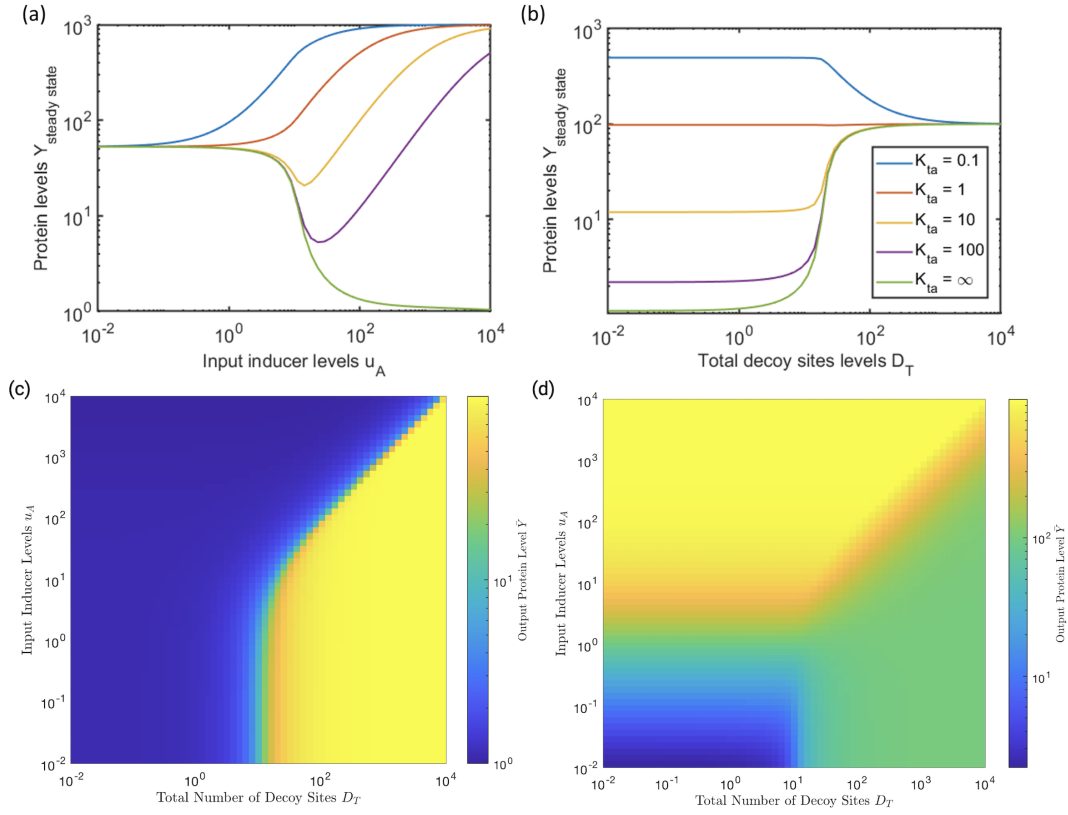 (a)
Protein levels Y_steady state
10^3
10^2
10^1
10^0
10^-2
10^0
10^2
10^4
Input inducer levels u_A
(b)
Protein levels Y_steady state
10^3
10^2
10^1
K_ta = 0.1
K_ta = 1
K_ta = 10
K_ta = 100
K_ta = ∞
10^-2
10^0
10^2
10^4
Total decoy sites levels D_T
(c)
Input Inducer Levels u_A
10^4
10^3
10^2
10^1
10^0
10^-1
10^-2
10^-2
10^0
10^2
10^4
Total Number of Decoy Sites D_T
10^1
10^0
Output Protein Level Ȳ
(d)
Input Inducer Levels u_A
10^4
10^3
10^2
10^1
10^0
10^-1
10^-2
10^-2
10^-1
10^0
10^1
10^2
10^3
10^4
Total Number of Decoy Sites D_T
10^2
10^1
Output Protein Level Ȳ